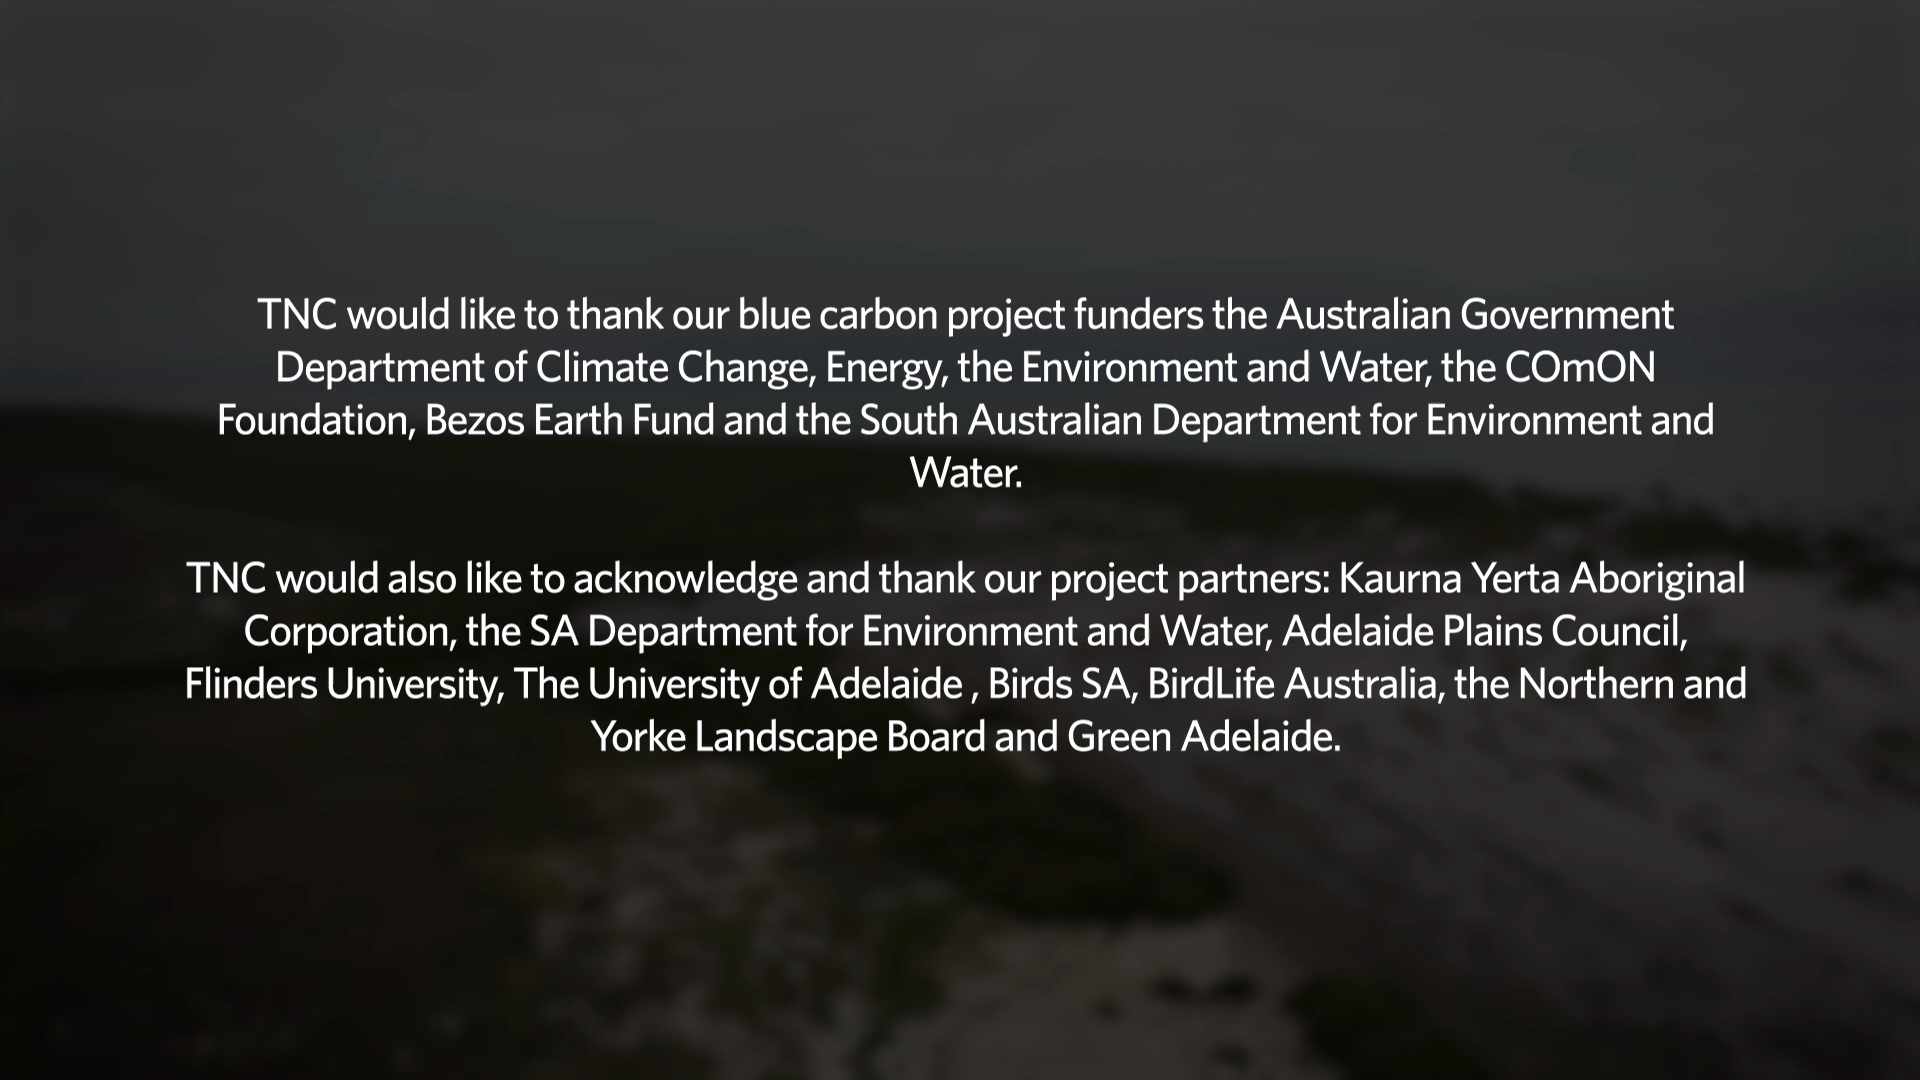 TNC would like to thank our blue carbon project funders the Australian Government
Department of Climate Change, Energy, the Environment and Water, the COmON
Foundation, Bezos Earth Fund and the South Australian Department for Environment and
Water.
TNC would also like to acknowledge and thank our project partners: Kaurna Yerta Aboriginal
Corporation, the SA Department for Environment and Water, Adelaide Plains Council,
Flinders University, The University of Adelaide , Birds SA, BirdLife Australia, the Northern and
Yorke Landscape Board and Green Adelaide.